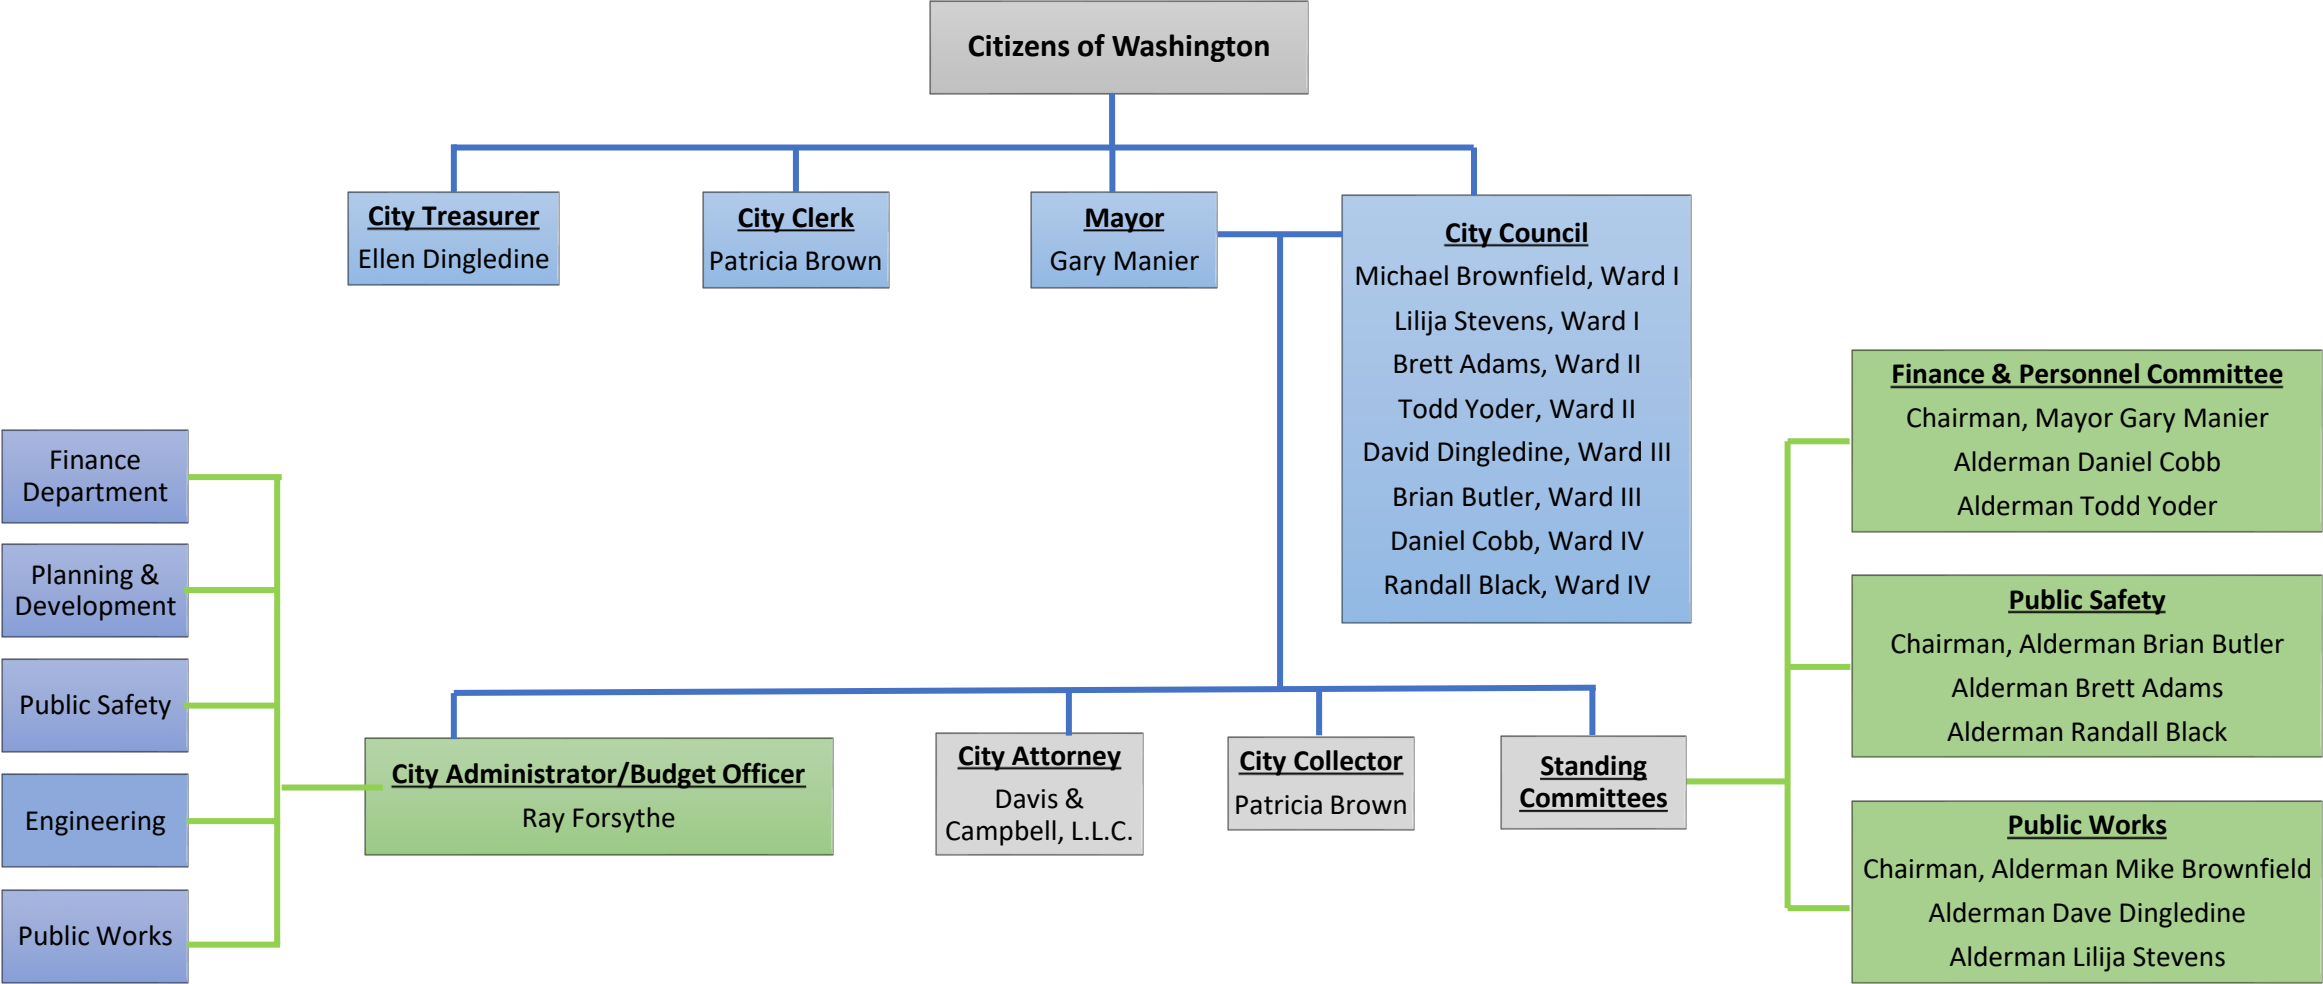 Citizens of Washington
City Treasurer
Ellen Dingledine
City Clerk
Patricia Brown
Mayor
Gary Manier
City Council
Michael Brownfield, Ward I
Lilija Stevens, Ward I
Brett Adams, Ward II
Todd Yoder, Ward II
David Dingledine, Ward III
Brian Butler, Ward III
Daniel Cobb, Ward IV
Randall Black, Ward IV
Finance
Department
Planning &
Development
Public Safety
Engineering
Public Works
City Administrator/Budget Officer
Ray Forsythe
City Attorney
Davis &
Campbell, L.L.C.
City Collector
Patricia Brown
Standing
Committees
Finance & Personnel Committee
Chairman, Mayor Gary Manier
Alderman Daniel Cobb
Alderman Todd Yoder
Public Safety
Chairman, Alderman Brian Butler
Alderman Brett Adams
Alderman Randall Black
Public Works
Chairman, Alderman Mike Brownfield
Alderman Dave Dingledine
Alderman Lilija Stevens